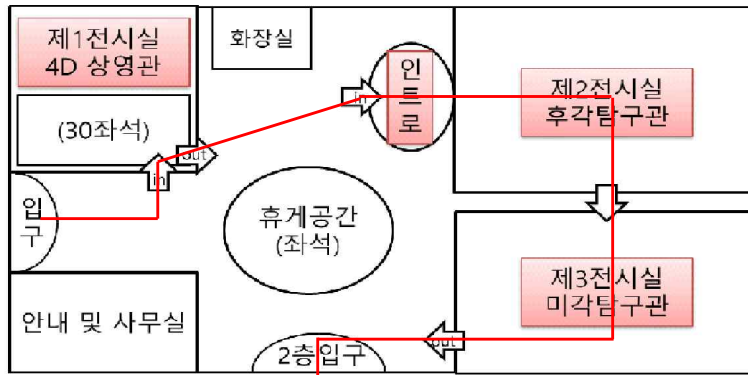 제1전시실
4D 상영관
(30좌석)
out
in
화장실
in
인트로
제2전시실
후각탐구관
입구
휴게공간
(좌석)
제3전시실
미각탐구관
안내 및 사무실
2층입구
out